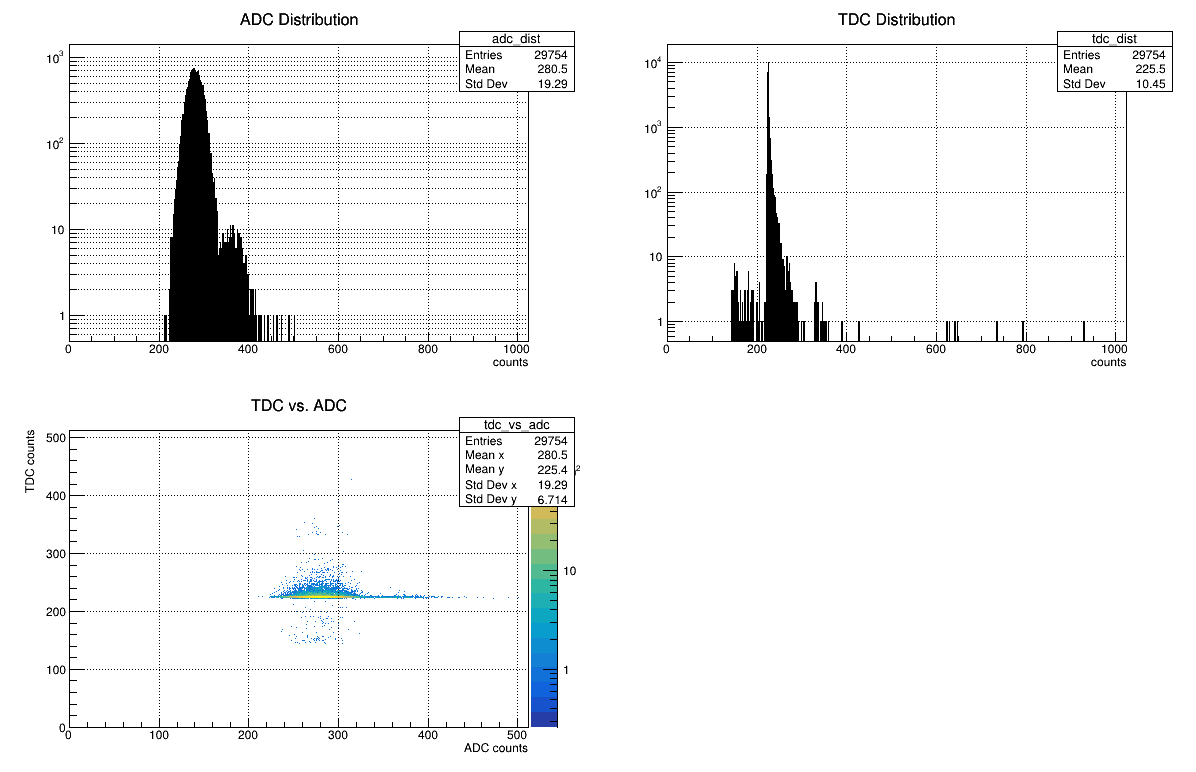 ADC Distribution
adc_dist
Entries 29754
Mean 280.5
Std Dev 19.29
10³
10²
10
1
0 200 400 600 800 1000
counts
TDC Distribution
tdc_dist
Entries 29754
Mean 225.5
Std Dev 10.45
10⁴
10³
10²
10
1
0 200 400 600 800 1000
counts
TDC vs. ADC
tdc_vs_adc
Entries 29754
Mean x 280.5
Mean y 225.4
Std Dev x 19.29
Std Dev y 6.714
TDC counts
500
400
300
200
100
0
0 100 200 300 400 500
ADC counts
2
10
1